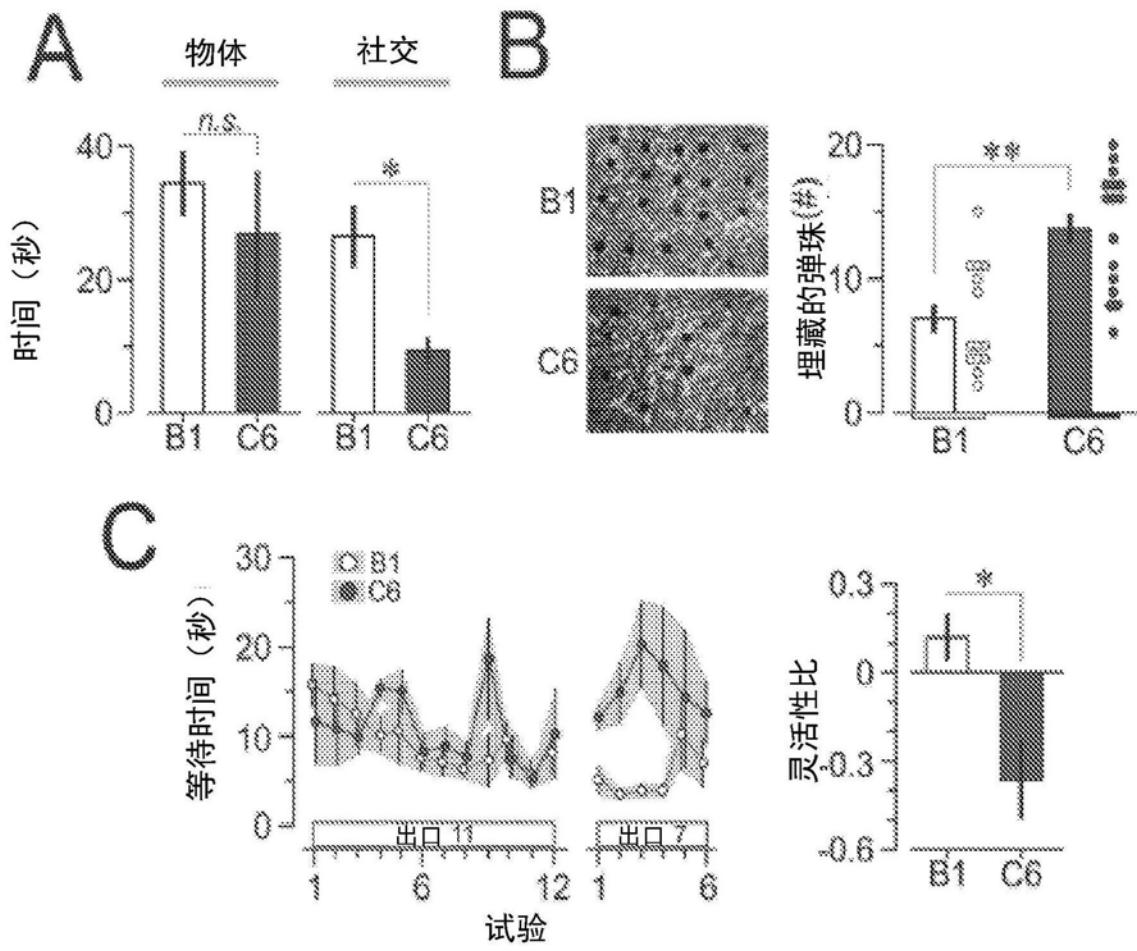 A
物体
社交
n.s.
*
40
20
0
时间（秒）
B1
C6
B1
C6
B
B1
C6
**
20
10
0
埋藏的弹珠(#)
B1
C6
C
B1
C6
30
20
10
0
等待时间（秒）
出口 11
出口 7
1
6
12
1
6
试验
*
0.3
0
-0.3
-0.6
灵活性比
B1
C6